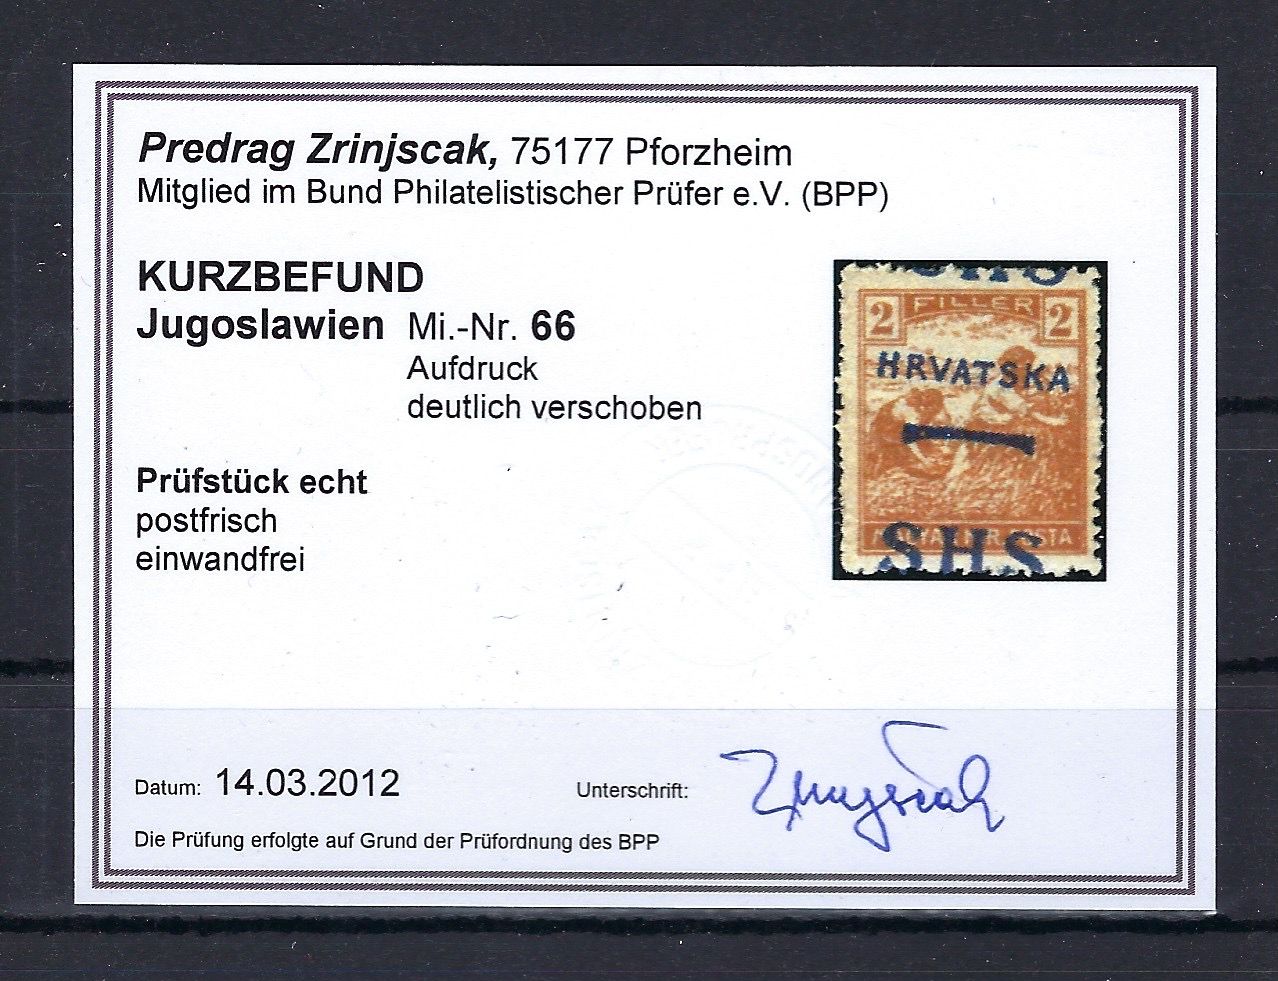 Predrag Zrinjscak, 75177 Pforzheim
Mitglied im Bund Philatelistischer Prüfer e.V. (BPP)
KURZBEFUND
Jugoslawien Mi.-Nr. 66
Aufdruck
deutlich verschoben
Prüfstück echt
postfrisch
einwandfrei
SHS
2 FILLER 2
HRVATSKA
SHS
Datum: 14.03.2012 Unterschrift: Zrinjscak
Die Prüfung erfolgte auf Grund der Prüfordnung des BPP